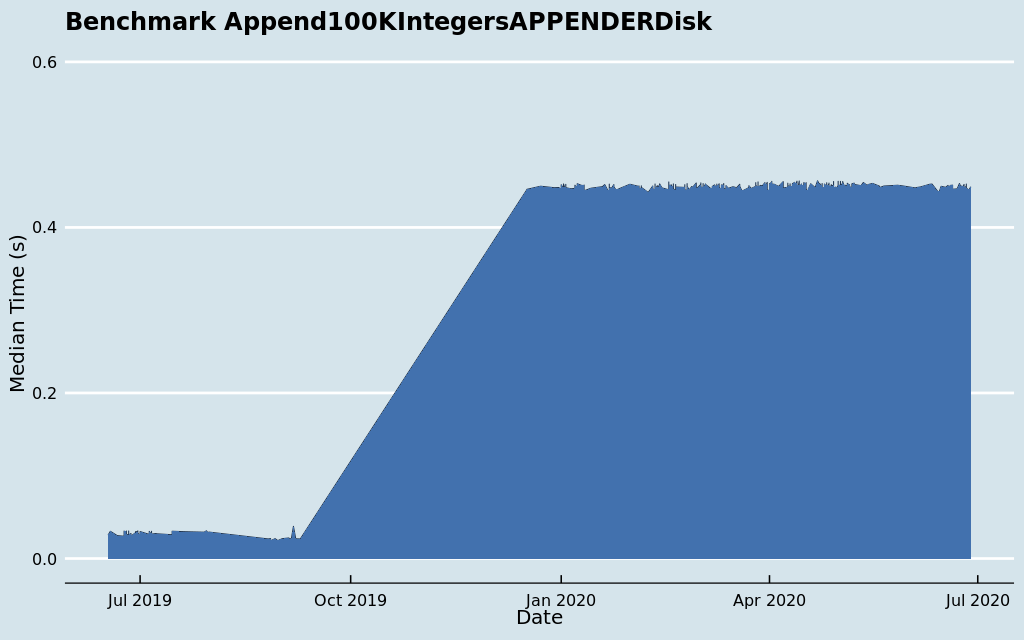 Benchmark Append100KIntegersAPPENDERDisk
Median Time (s)
0.6
0.4
0.2
0.0
Jul 2019 Oct 2019 Jan 2020 Apr 2020 Jul 2020
Date